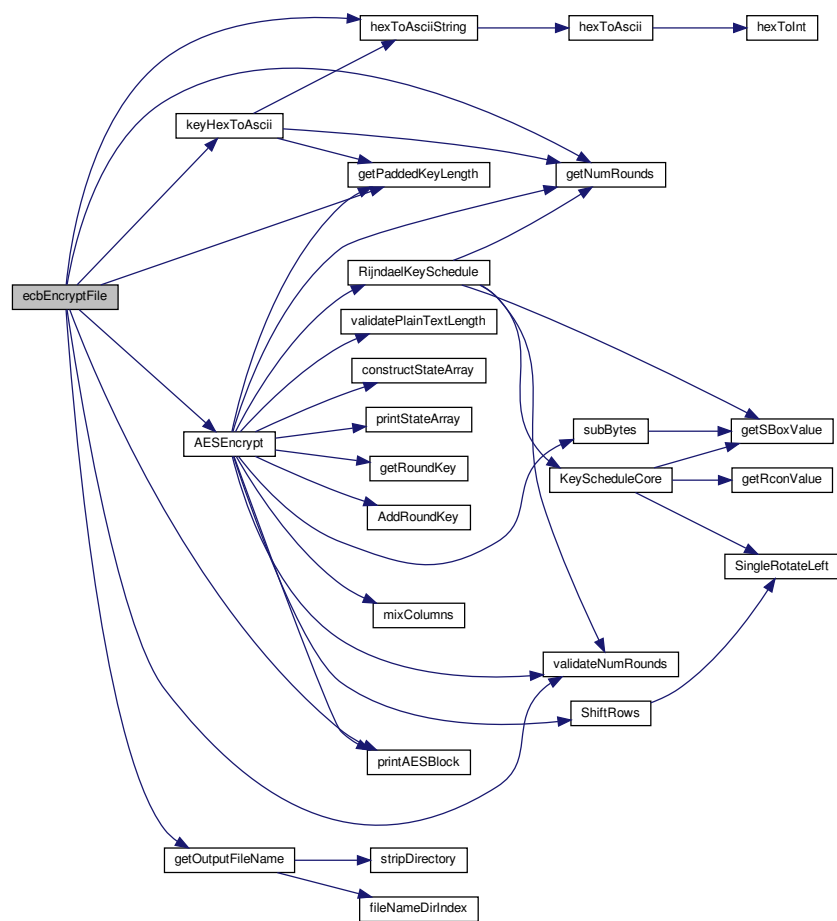 hexToAsciiString
hexToAscii
hexToInt
keyHexToAscii
getPaddedKeyLength
getNumRounds
RijndaelKeySchedule
ecbEncryptFile
validatePlainTextLength
constructStateArray
printStateArray
subBytes
getSBoxValue
AESEncrypt
getRoundKey
KeyScheduleCore
getRconValue
AddRoundKey
SingleRotateLeft
mixColumns
validateNumRounds
ShiftRows
printAESBlock
getOutputFileName
stripDirectory
fileNameDirIndex